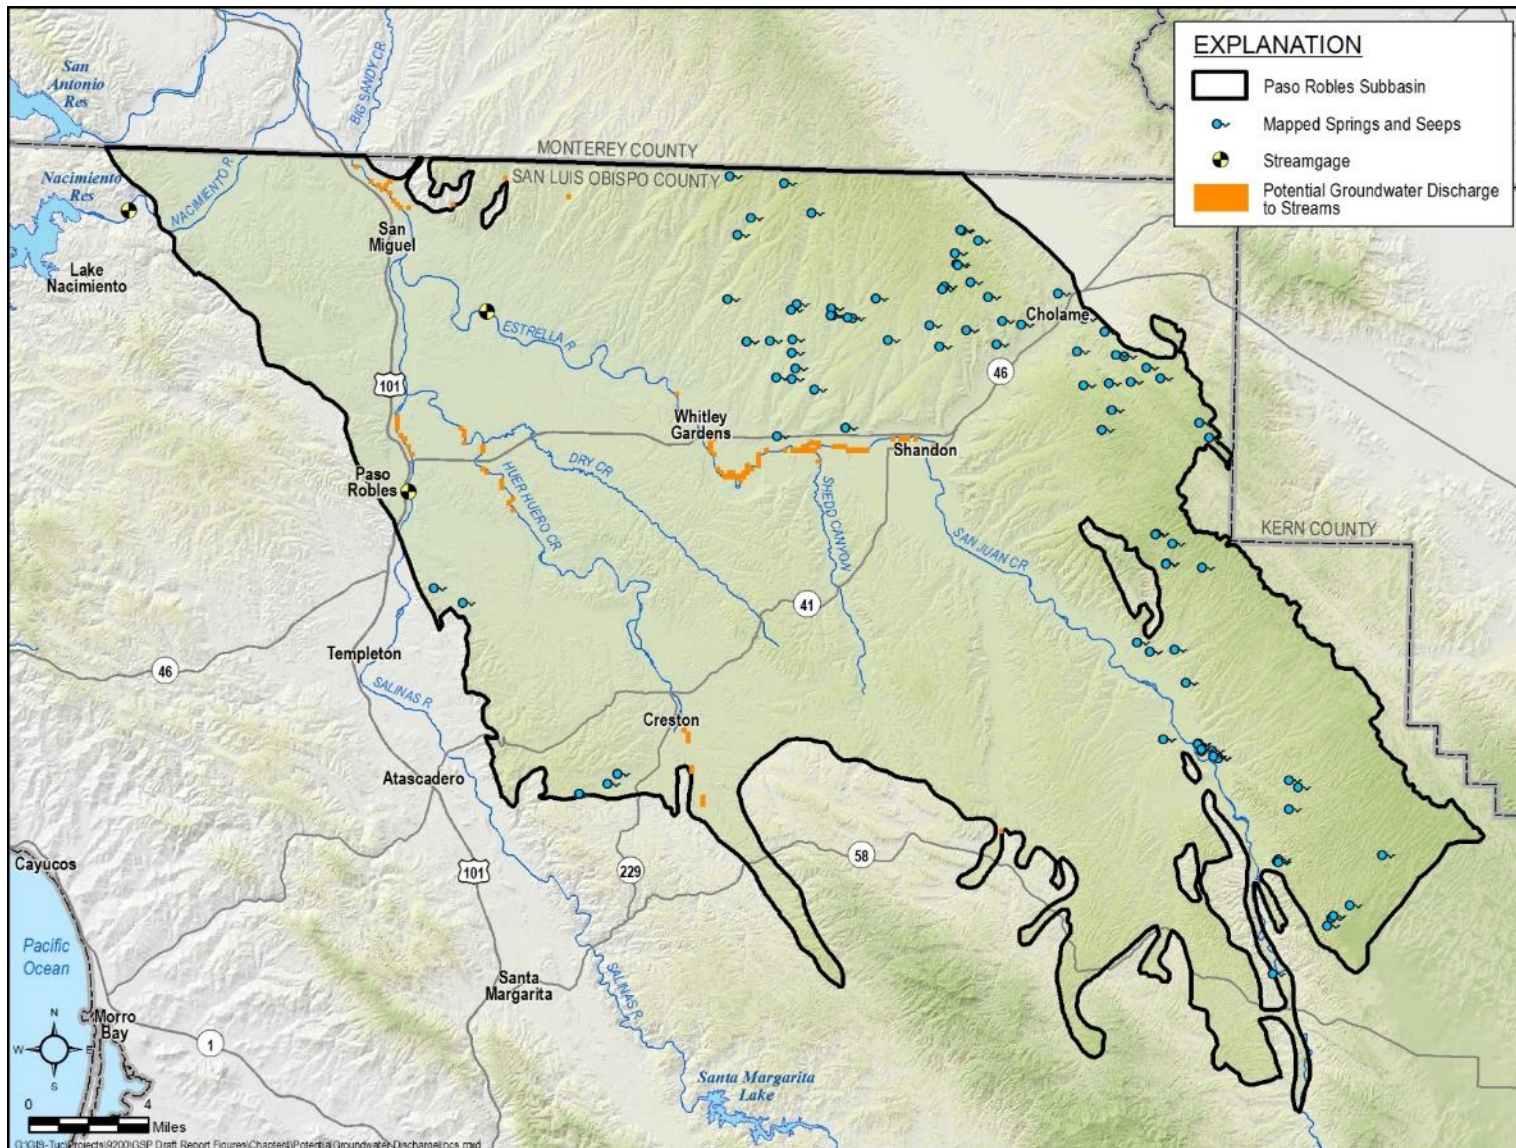 EXPLANATION
Paso Robles Subbasin
Mapped Springs and Seeps
Streamgage
Potential Groundwater Discharge
to Streams
San
Antonio
Res
BIG SANDY CR.
MONTEREY COUNTY
SAN LUIS OBISPO COUNTY
Nacimiento
Res
NACIMIENTO R.
San
Miguel
Lake
Nacimiento
Cholame
ESTRELLA R.
101
46
Whitley
Gardens
Shandon
Paso
Robles
DRY CR.
HUER HUERO CR.
SHEDD CANYON
SAN JUAN CR.
KERN COUNTY
41
Templeton
46
SALINAS R.
Creston
Atascadero
Cayucos
101
229
58
Pacific
Ocean
Santa
Margarita
SALINAS R.
Morro
Bay
N
W
E
S
1
Santa Margarita
Lake
0
4
Miles